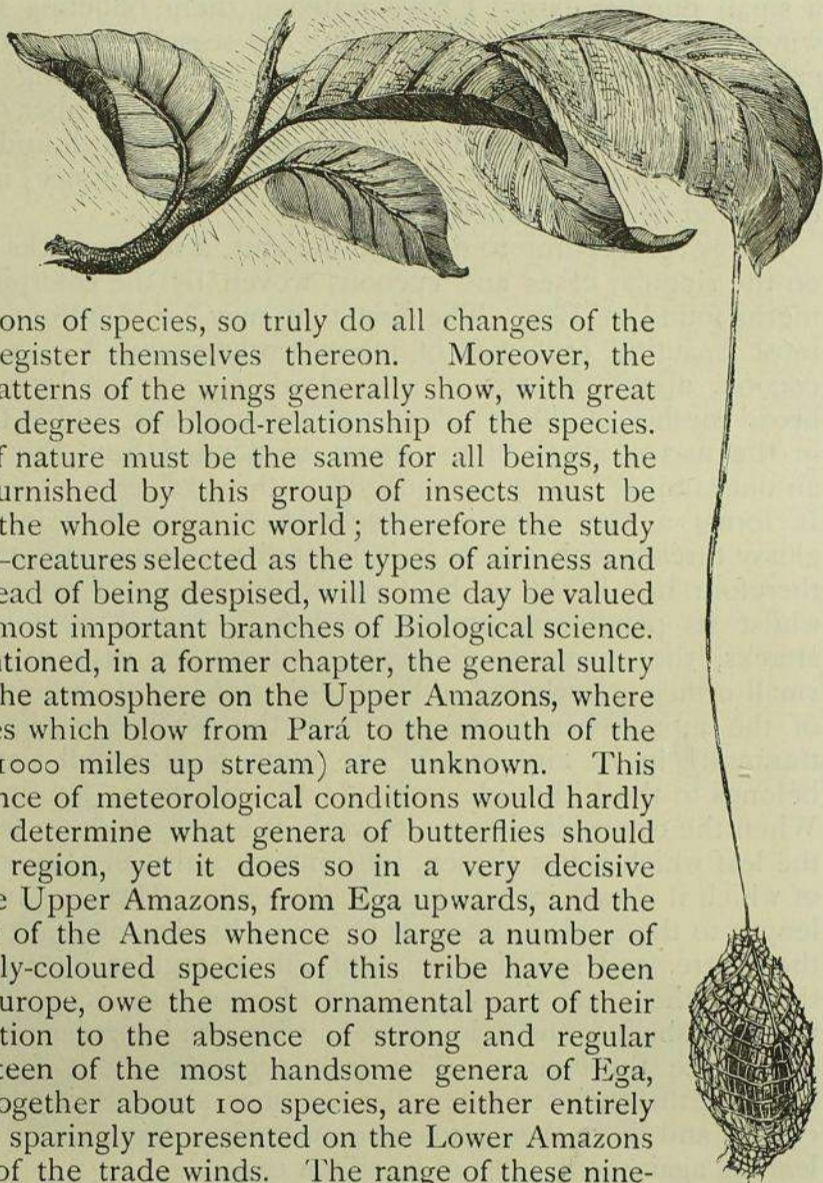 ons of species, so truly do all changes of the
egister themselves thereon. Moreover, the
atterns of the wings generally show, with great
degrees of blood-relationship of the species.
f nature must be the same for all beings, the
urnished by this group of insects must be
the whole organic world; therefore the study
—creatures selected as the types of airiness and
ead of being despised, will some day be valued
most important branches of Biological science.
tioned, in a former chapter, the general sultry
he atmosphere on the Upper Amazons, where
es which blow from Pará to the mouth of the
1000 miles up stream) are unknown. This
nce of meteorological conditions would hardly
determine what genera of butterflies should
region, yet it does so in a very decisive
e Upper Amazons, from Ega upwards, and the
of the Andes whence so large a number of
ly-coloured species of this tribe have been
urope, owe the most ornamental part of their
tion to the absence of strong and regular
teen of the most handsome genera of Ega,
ogether about 100 species, are either entirely
sparingly represented on the Lower Amazons
of the trade winds. The range of these nine-